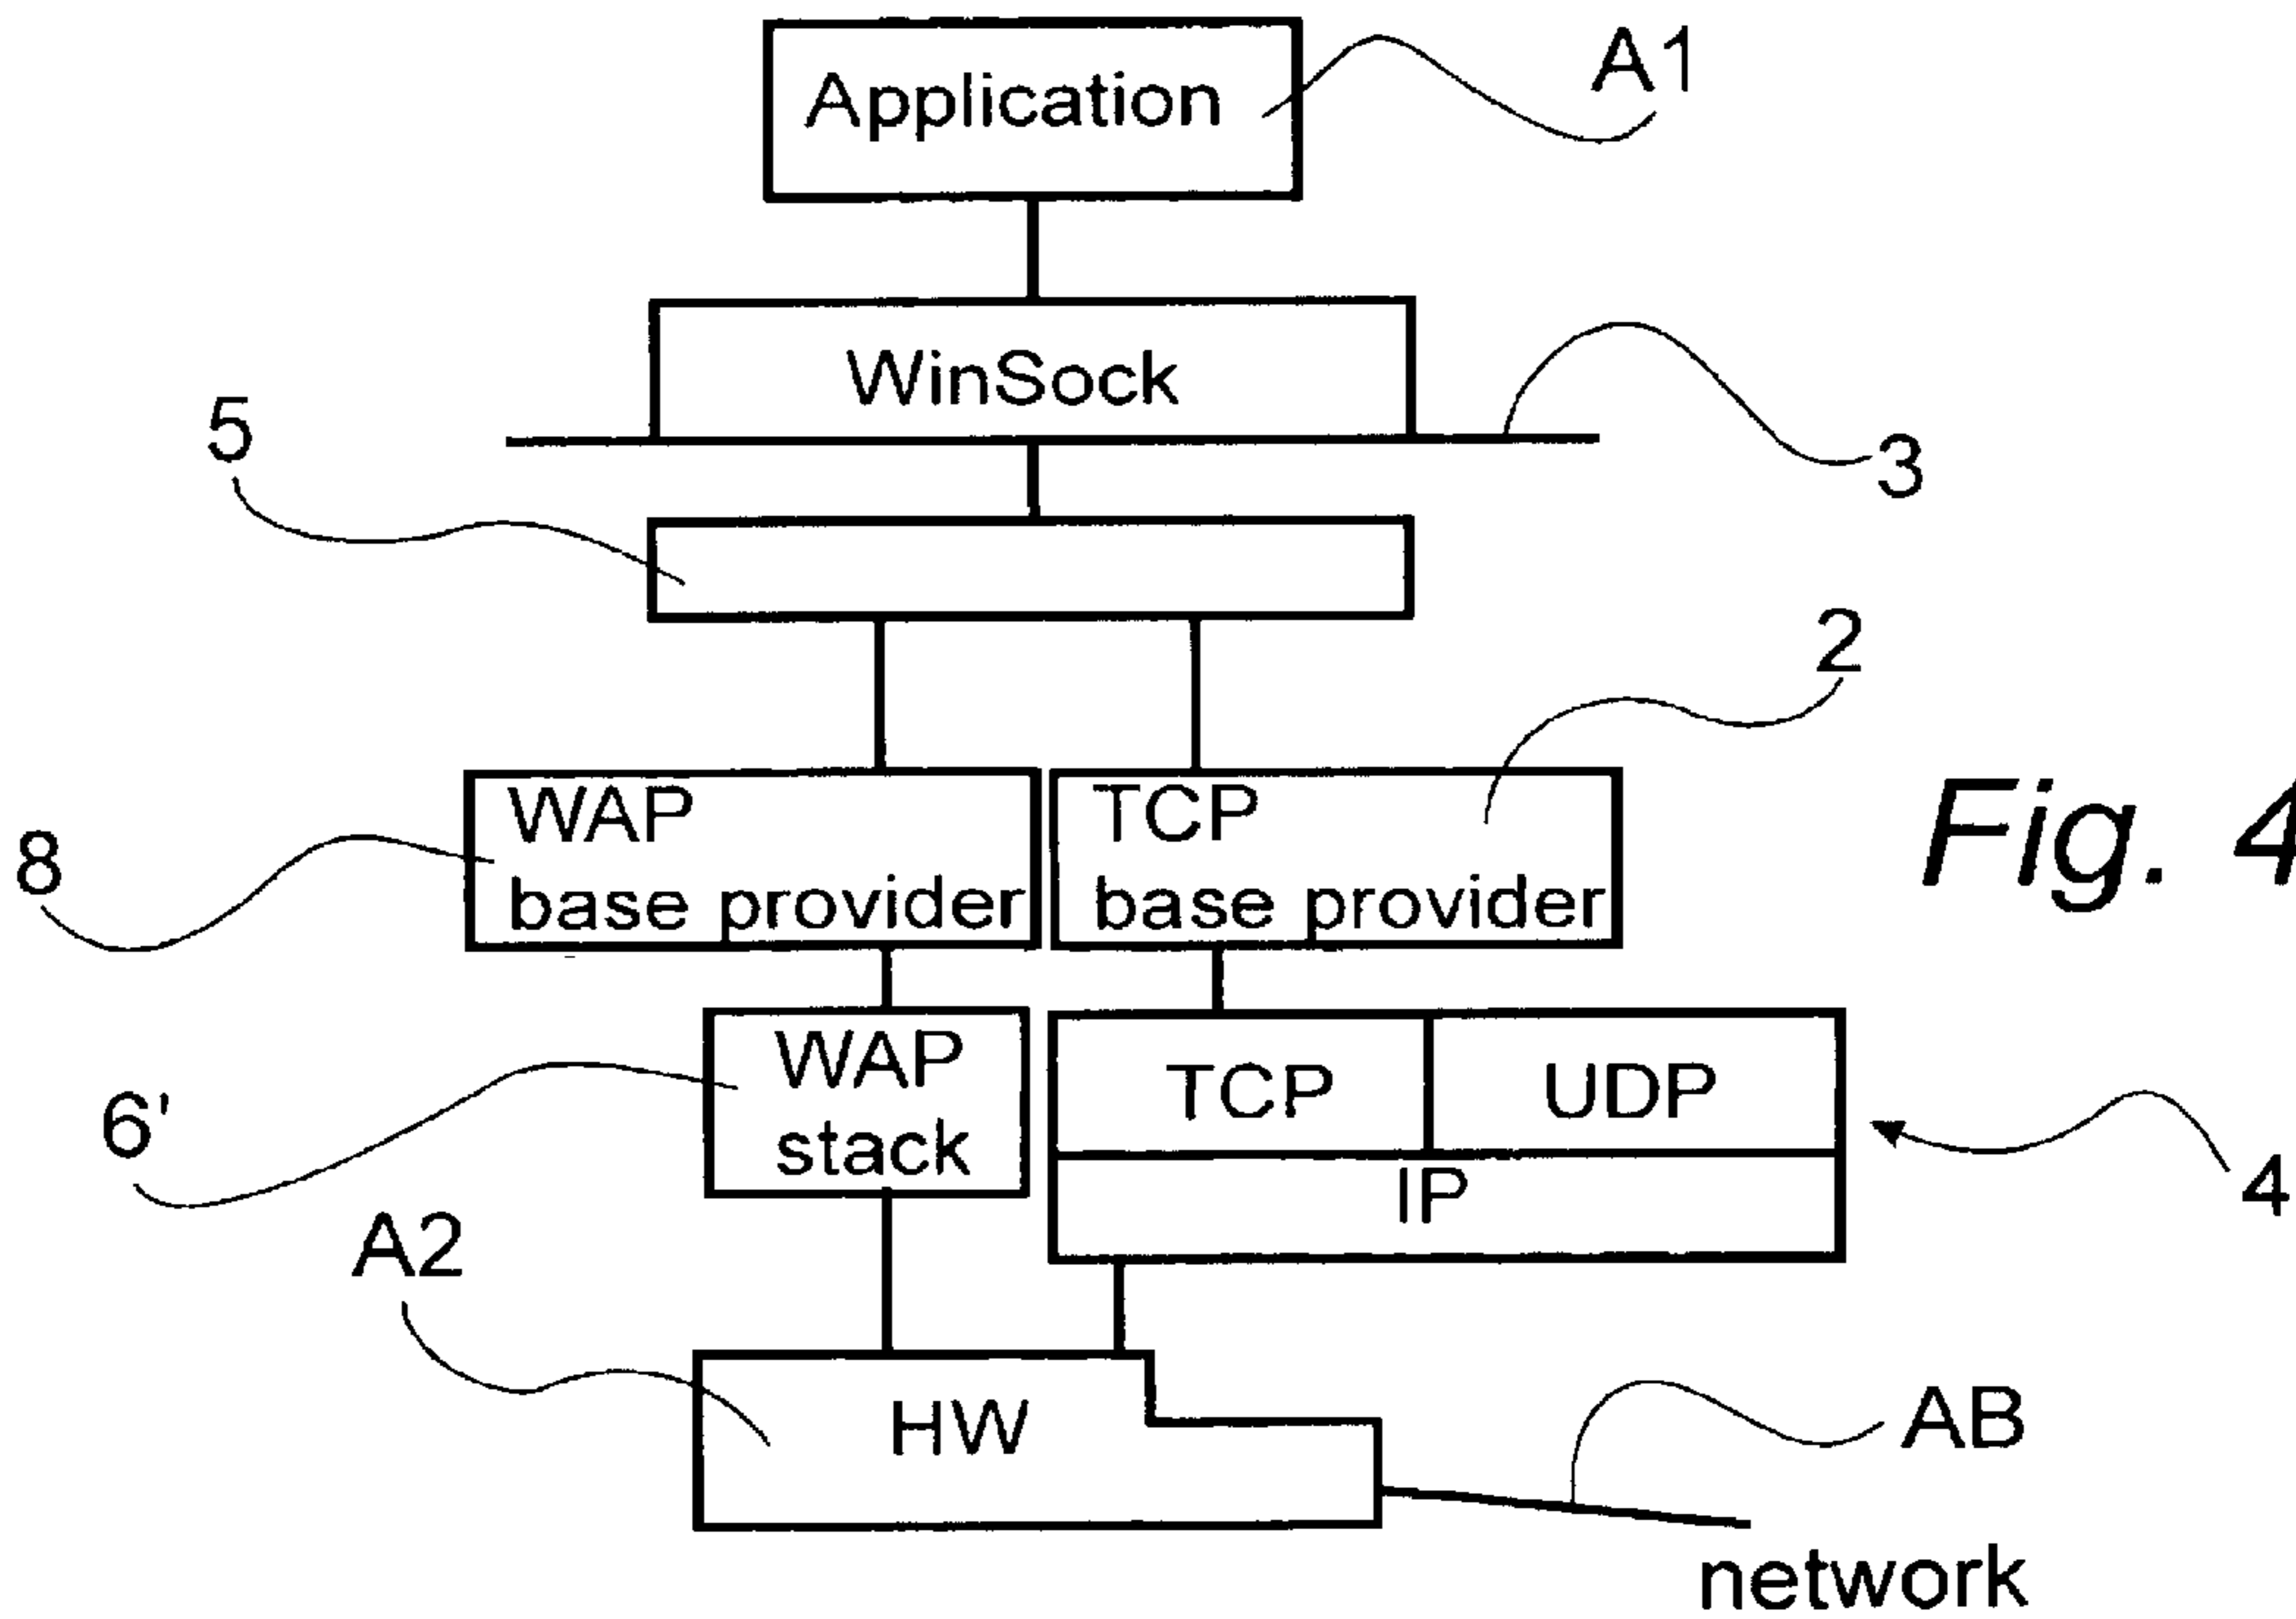 Application
A1
WinSock
5
3
2
WAP
base provider
TCP
base provider
8
Fig. 4
WAP
stack
TCP
UDP
IP
6'
4
A2
HW
AB
network